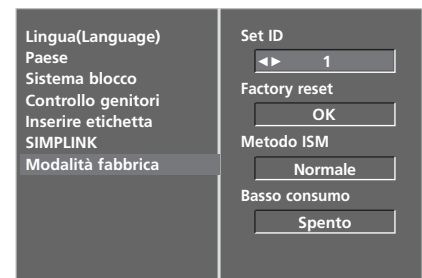 Lingua(Language)
Paese
Sistema blocco
Controllo genitori
Inserire etichetta
SIMPLINK
Modalità fabbrica
Set ID
◄► 1
Factory reset
OK
Metodo ISM
Normale
Basso consumo
Spento